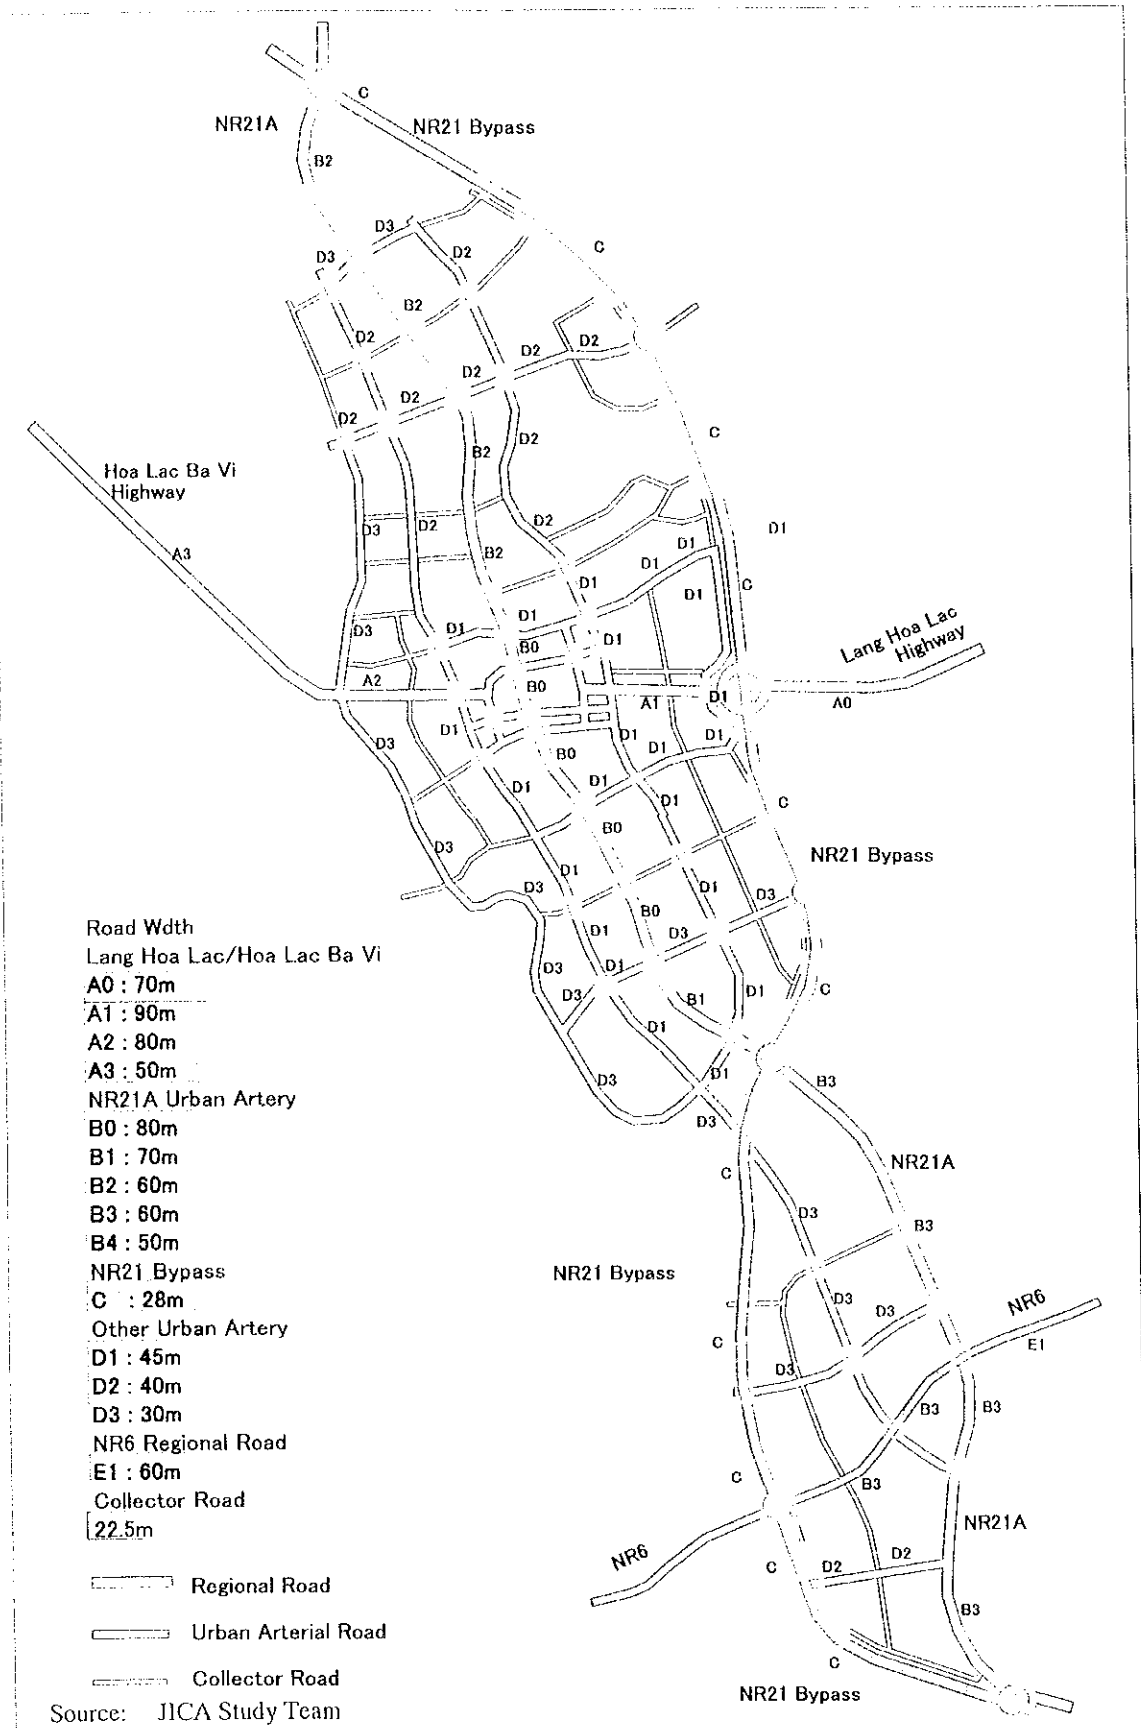 C
NR21A
NR21 Bypass
B2
D3
D2
C
D3
B2
D2
D2
D2
D2
D2
D2
D2
B2
D2
C
Hoa Lac Ba Vi
Highway
A3
D3
D2
D2
D1
B2
D1
D1
C
D1
D1
D3
D1
D1
D1
B0
Lang Hoa Lac
Highway
A2
B0
A1
D1
A0
D1
D3
D1
D1
D1
B0
D1
D1
D1
C
B0
D3
NR21 Bypass
D1
D3
D1
D3
B0
D1
D3
D3
D1
D3
B1
D1
C
D1
D1
D3
B3
D3
C
NR21A
D3
B3
NR21 Bypass
D3
D3
NR6
E1
C
D3
B3
B3
C
B3
NR21A
NR6
C
D2
D2
B3
C
NR21 Bypass
Road Wdth
Lang Hoa Lac/Hoa Lac Ba Vi
A0 : 70m
A1 : 90m
A2 : 80m
A3 : 50m
NR21A Urban Artery
B0 : 80m
B1 : 70m
B2 : 60m
B3 : 60m
B4 : 50m
NR21 Bypass
C : 28m
Other Urban Artery
D1 : 45m
D2 : 40m
D3 : 30m
NR6 Regional Road
E1 : 60m
Collector Road
22.5m
Regional Road
Urban Arterial Road
Collector Road
Source: JICA Study Team